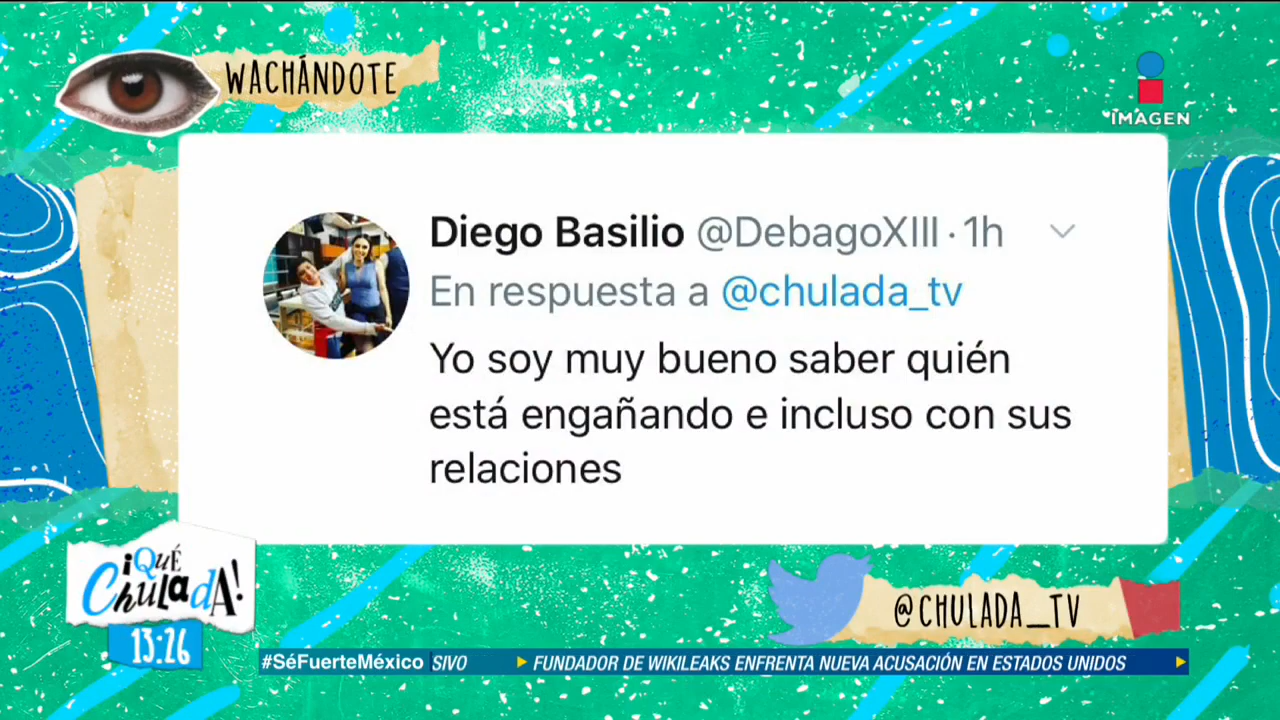 WACHÁNDOTE
IMAGEN
Diego Basilio @DebagoXIII · 1h
En respuesta a @chulada_tv
Yo soy muy bueno saber quién
está engañando e incluso con sus
relaciones
¡QUÉ
CHULADA!
13:26
@CHULADA_TV
#SéFuerteMéxico SIVO FUNDADOR DE WIKILEAKS ENFRENTA NUEVA ACUSACIÓN EN ESTADOS UNIDOS